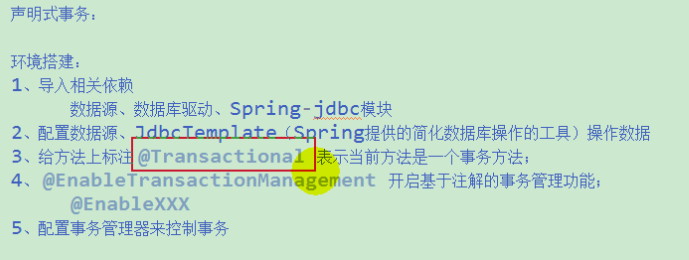 声明式事务：
环境搭建：
1、导入相关依赖
数据源、数据库驱动、Spring-jdbc模块
2、配置数据源、JdbcTemplate（Spring提供的简化数据库操作的工具）操作数据
3、给方法上标注 @Transactional 表示当前方法是一个事务方法；
4、@EnableTransactionManagement 开启基于注解的事务管理功能；
@EnableXXX
5、配置事务管理器来控制事务